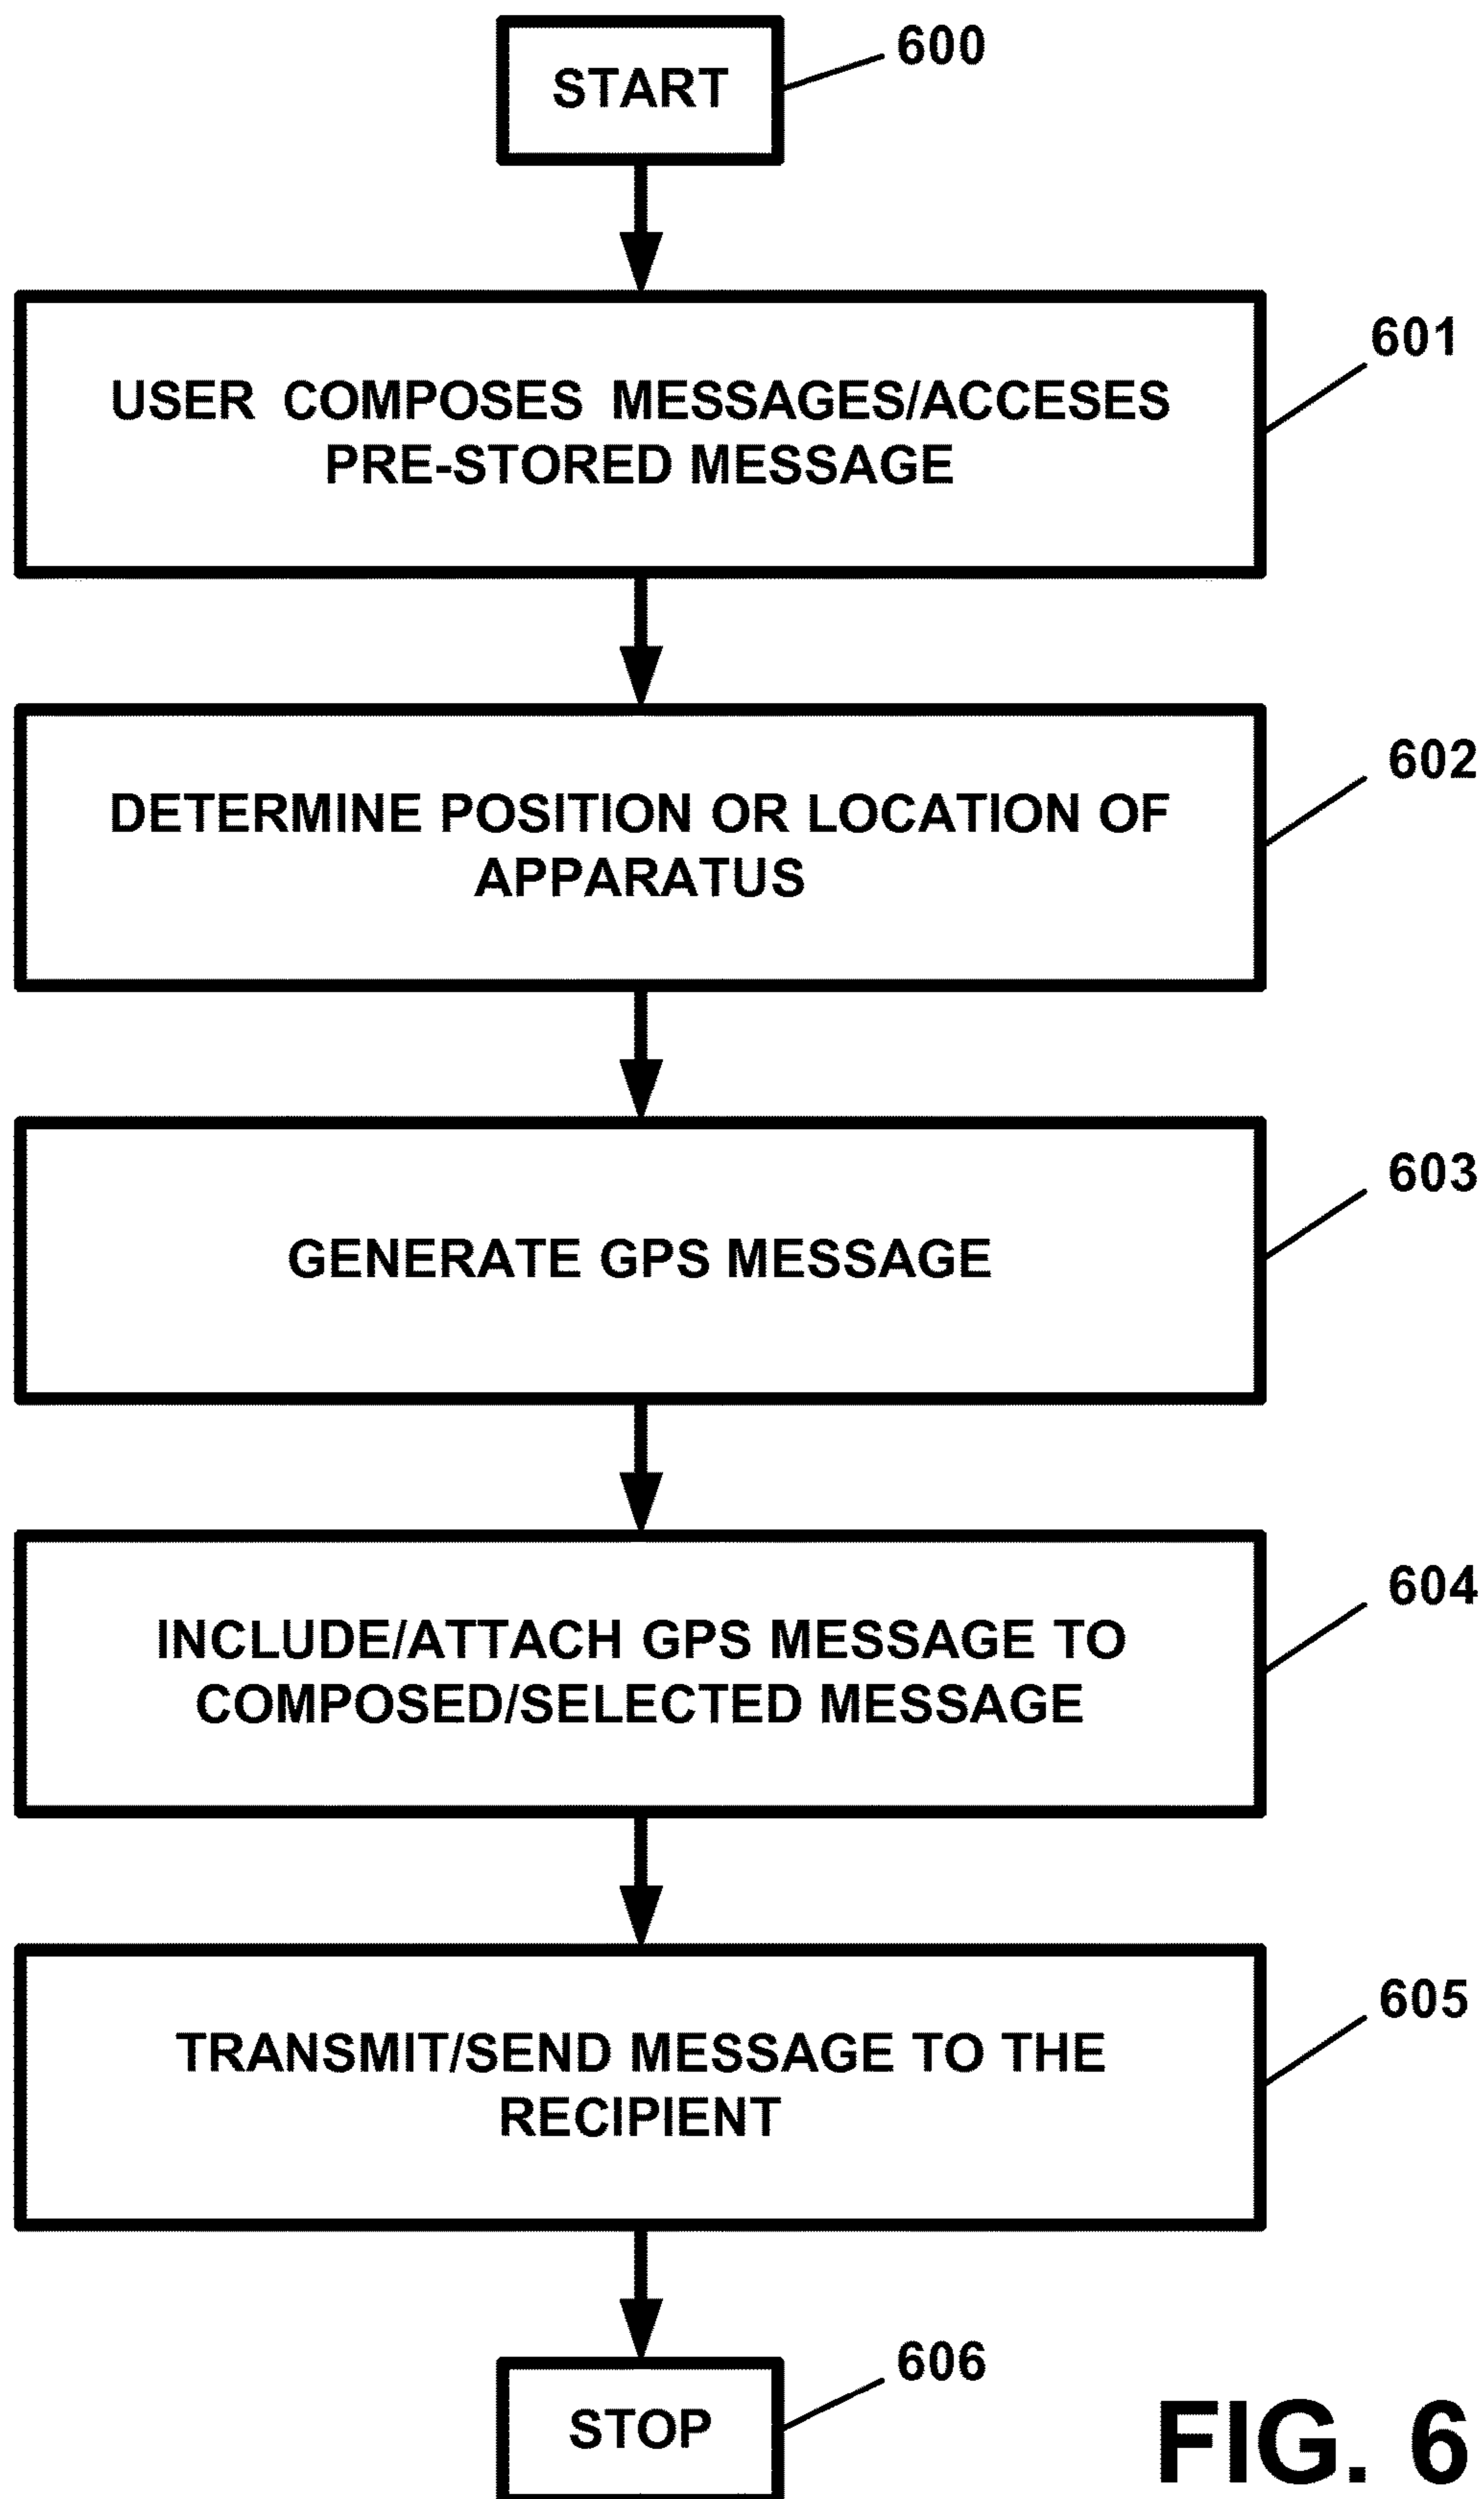 START
600
USER COMPOSES MESSAGES/ACCESES
PRE-STORED MESSAGE
601
DETERMINE POSITION OR LOCATION OF
APPARATUS
602
GENERATE GPS MESSAGE
603
INCLUDE/ATTACH GPS MESSAGE TO
COMPOSED/SELECTED MESSAGE
604
TRANSMIT/SEND MESSAGE TO THE
RECIPIENT
605
STOP
606
FIG. 6